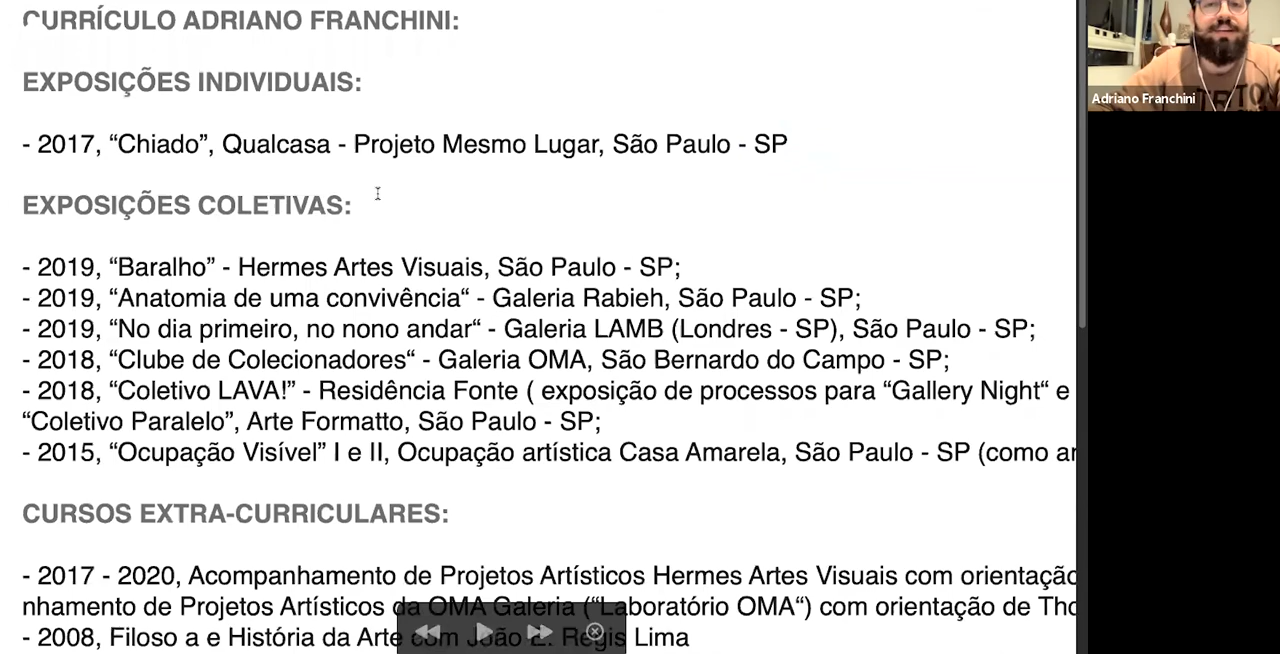 CURRÍCULO ADRIANO FRANCHINI:
EXPOSIÇÕES INDIVIDUAIS:
- 2017, “Chiado”, Qualcasa - Projeto Mesmo Lugar, São Paulo - SP
EXPOSIÇÕES COLETIVAS:
- 2019, “Baralho” - Hermes Artes Visuais, São Paulo - SP;
- 2019, “Anatomia de uma convivência“ - Galeria Rabieh, São Paulo - SP;
- 2019, “No dia primeiro, no nono andar“ - Galeria LAMB (Londres - SP), São Paulo - SP;
- 2018, “Clube de Colecionadores“ - Galeria OMA, São Bernardo do Campo - SP;
- 2018, “Coletivo LAVA!” - Residência Fonte ( exposição de processos para “Gallery Night“ e
“Coletivo Paralelo”, Arte Formatto, São Paulo - SP;
- 2015, “Ocupação Visível” I e II, Ocupação artística Casa Amarela, São Paulo - SP (como
CURSOS EXTRA-CURRICULARES:
- 2017 - 2020, Acompanhamento de Projetos Artísticos Hermes Artes Visuais com orientação
nhamento de Projetos Artísticos da OMA Galeria (“Laboratório OMA“) com orientação de
- 2008, Filoso a e História da Arte com João E. Regis Lima
Adriano Franchini